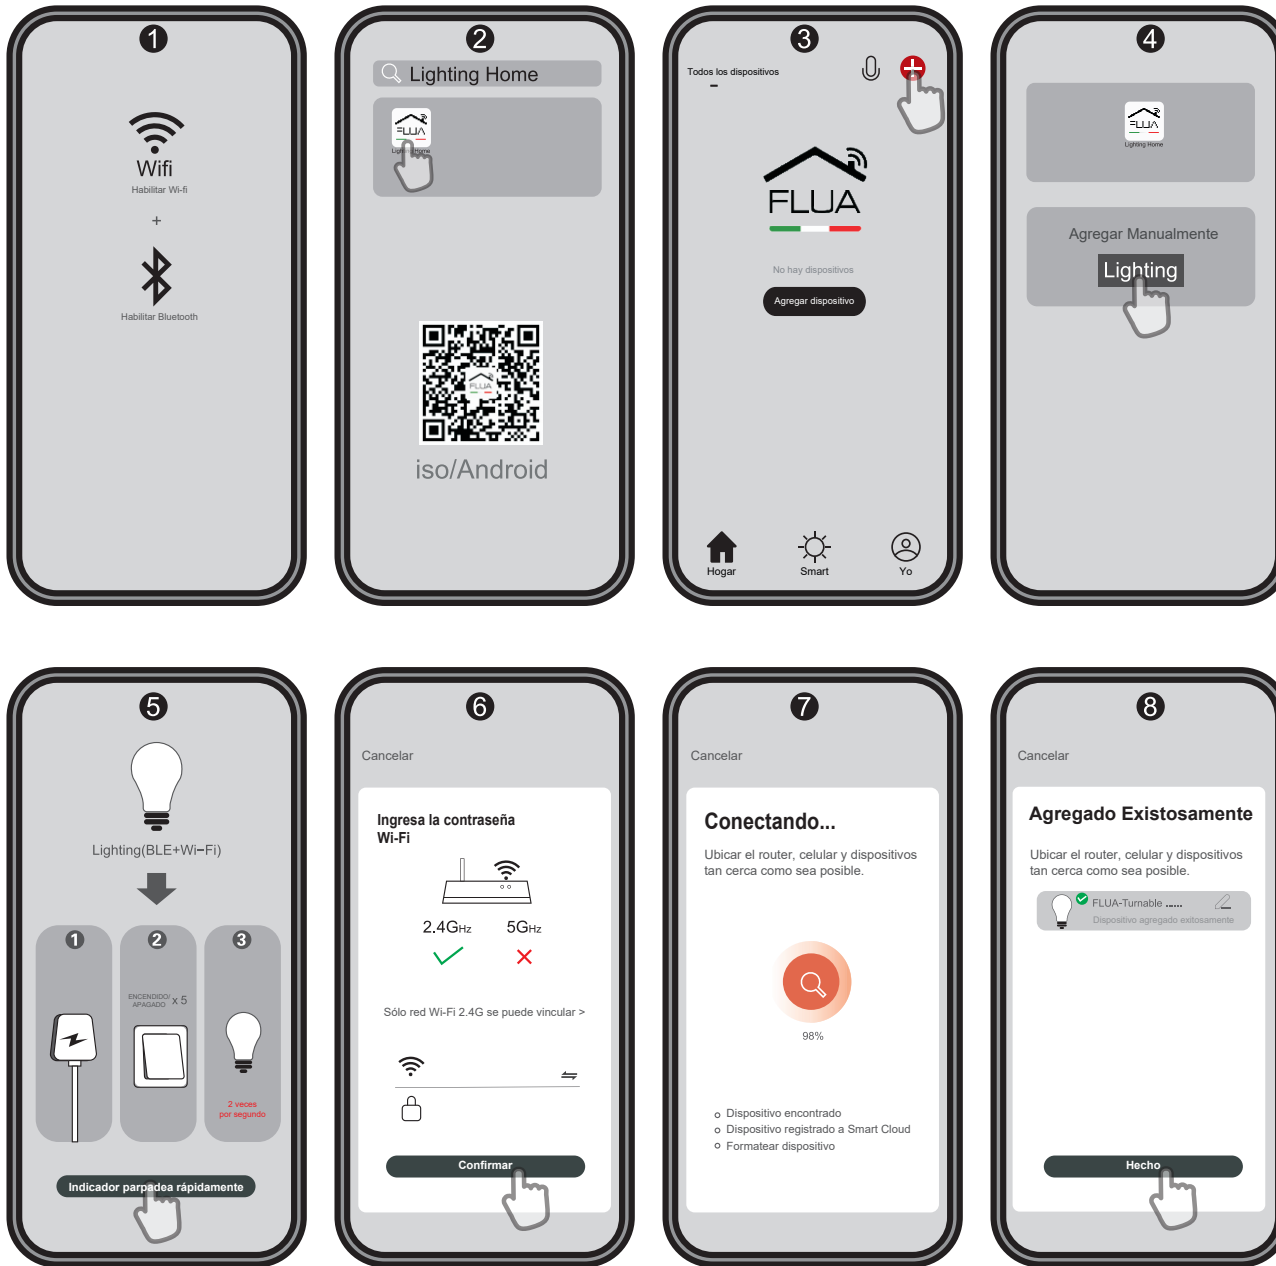 1
Wifi
Habilitar Wi-fi
+
Habilitar Bluetooth
2
Lighting Home
FLUA
Lighting Home
FLUA
iso/Android
3
Todos los dispositivos
FLUA
No hay dispositivos
Agregar dispositivo
Hogar
Smart
Yo
4
FLUA
Lighting Home
Agregar Manualmente
Lighting
5
Lighting(BLE+Wi-Fi)
1
2
3
ENCENDIDO/
APAGADO x 5
2 veces
por segundo
Indicador parpadea rápidamente
6
Cancelar
Ingresa la contraseña
Wi-Fi
2.4GHz 5GHz
Sólo red Wi-Fi 2.4G se puede vincular >
Confirmar
7
Cancelar
Conectando...
Ubicar el router, celular y dispositivos
tan cerca como sea posible.
98%
Dispositivo encontrado
Dispositivo registrado a Smart Cloud
Formatear dispositivo
8
Cancelar
Agregado Existosamente
Ubicar el router, celular y dispositivos
tan cerca como sea posible.
FLUA-Turnable ......
Dispositivo agregado exitosamente
Hecho